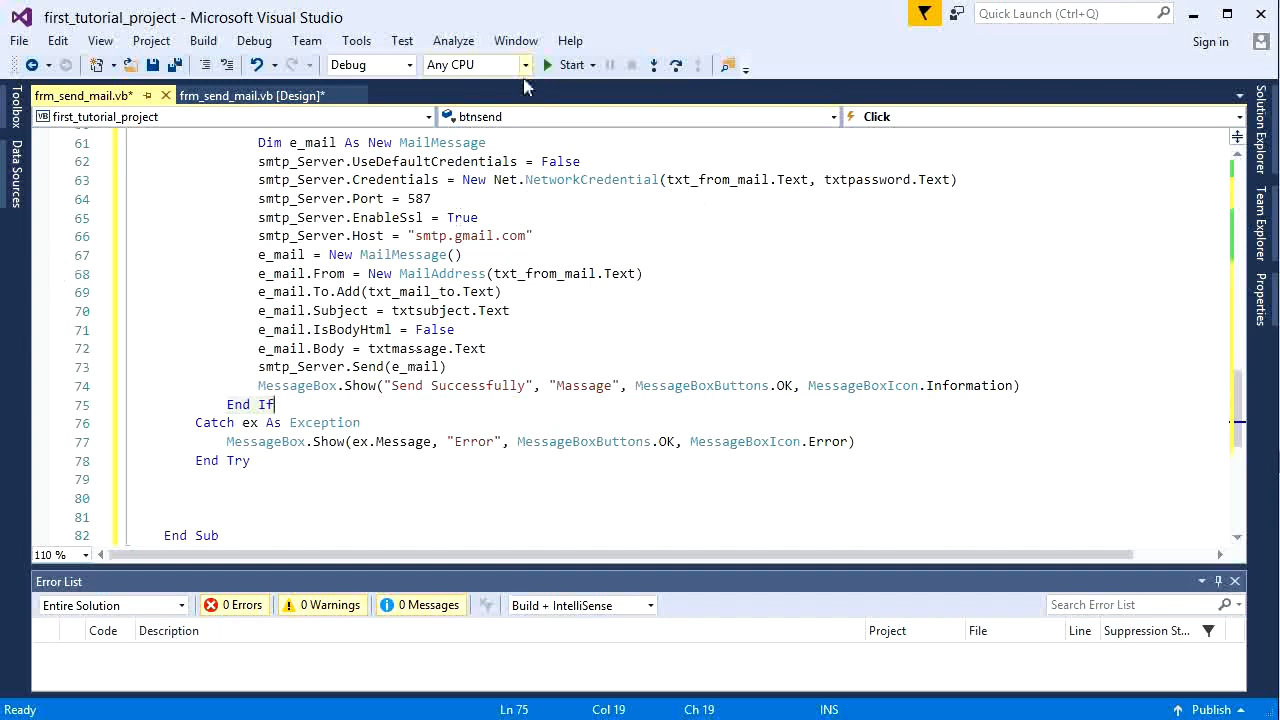 first_tutorial_project - Microsoft Visual Studio
Quick Launch (Ctrl+Q)
File Edit View Project Build Debug Team Tools Test Analyze Window Help
Sign in
Debug Any CPU Start
frm_send_mail.vb* frm_send_mail.vb [Design]*
VB first_tutorial_project btnsend Click
Toolbox
Data Sources
Solution Explorer
Team Explorer
Properties
61 Dim e_mail As New MailMessage
62 smtp_Server.UseDefaultCredentials = False
63 smtp_Server.Credentials = New Net.NetworkCredential(txt_from_mail.Text, txtpassword.Text)
64 smtp_Server.Port = 587
65 smtp_Server.EnableSsl = True
66 smtp_Server.Host = "smtp.gmail.com"
67 e_mail = New MailMessage()
68 e_mail.From = New MailAddress(txt_from_mail.Text)
69 e_mail.To.Add(txt_mail_to.Text)
70 e_mail.Subject = txtsubject.Text
71 e_mail.IsBodyHtml = False
72 e_mail.Body = txtmassage.Text
73 smtp_Server.Send(e_mail)
74 MessageBox.Show("Send Successfully", "Massage", MessageBoxButtons.OK, MessageBoxIcon.Information)
75 End If
76 Catch ex As Exception
77 MessageBox.Show(ex.Message, "Error", MessageBoxButtons.OK, MessageBoxIcon.Error)
78 End Try
79
80
81
82 End Sub
110 %
Error List
Entire Solution 0 Errors 0 Warnings 0 Messages Build + IntelliSense Search Error List
Code Description Project File Line Suppression St...
Ready Ln 75 Col 19 Ch 19 INS Publish